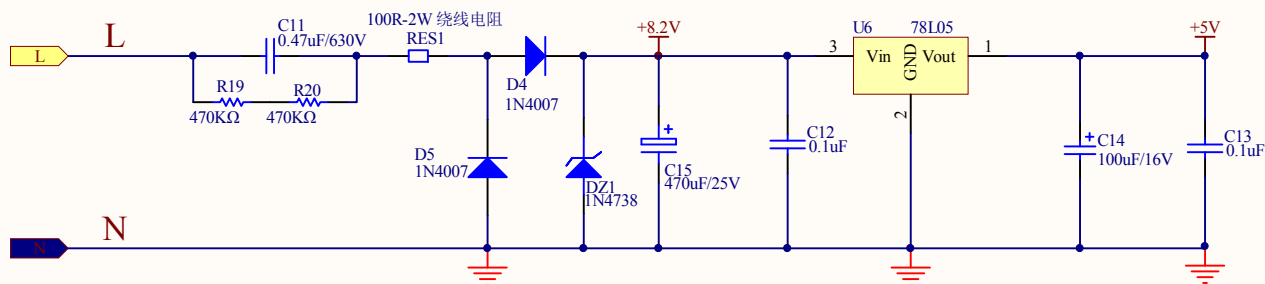 L
L
C11
0.47uF/630V
R19
470KΩ
R20
470KΩ
100R-2W 绕线电阻
RES1
D4
1N4007
D5
1N4007
DZ1
1N4738
+8.2V
C15
470uF/25V
C12
0.1uF
U6
78L05
3
Vin
GND
Vout
1
2
+5V
C14
100uF/16V
C13
0.1uF
N
N